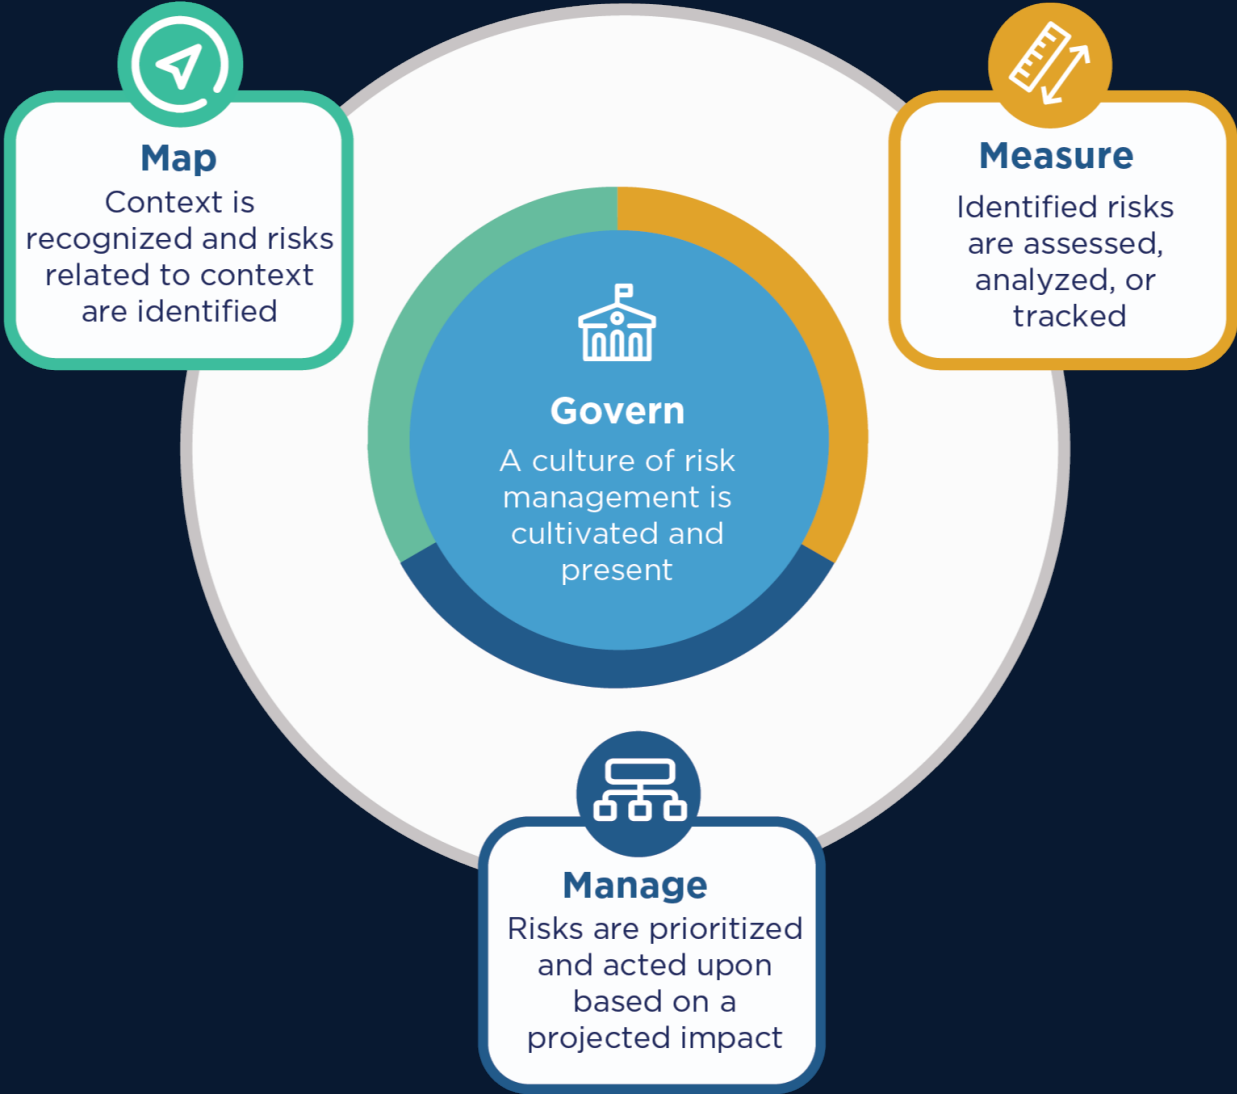 Map
Context is
recognized and risks
related to context
are identified
Measure
Identified risks
are assessed,
analyzed, or
tracked
Govern
A culture of risk
management is
cultivated and
present
Manage
Risks are prioritized
and acted upon
based on a
projected impact